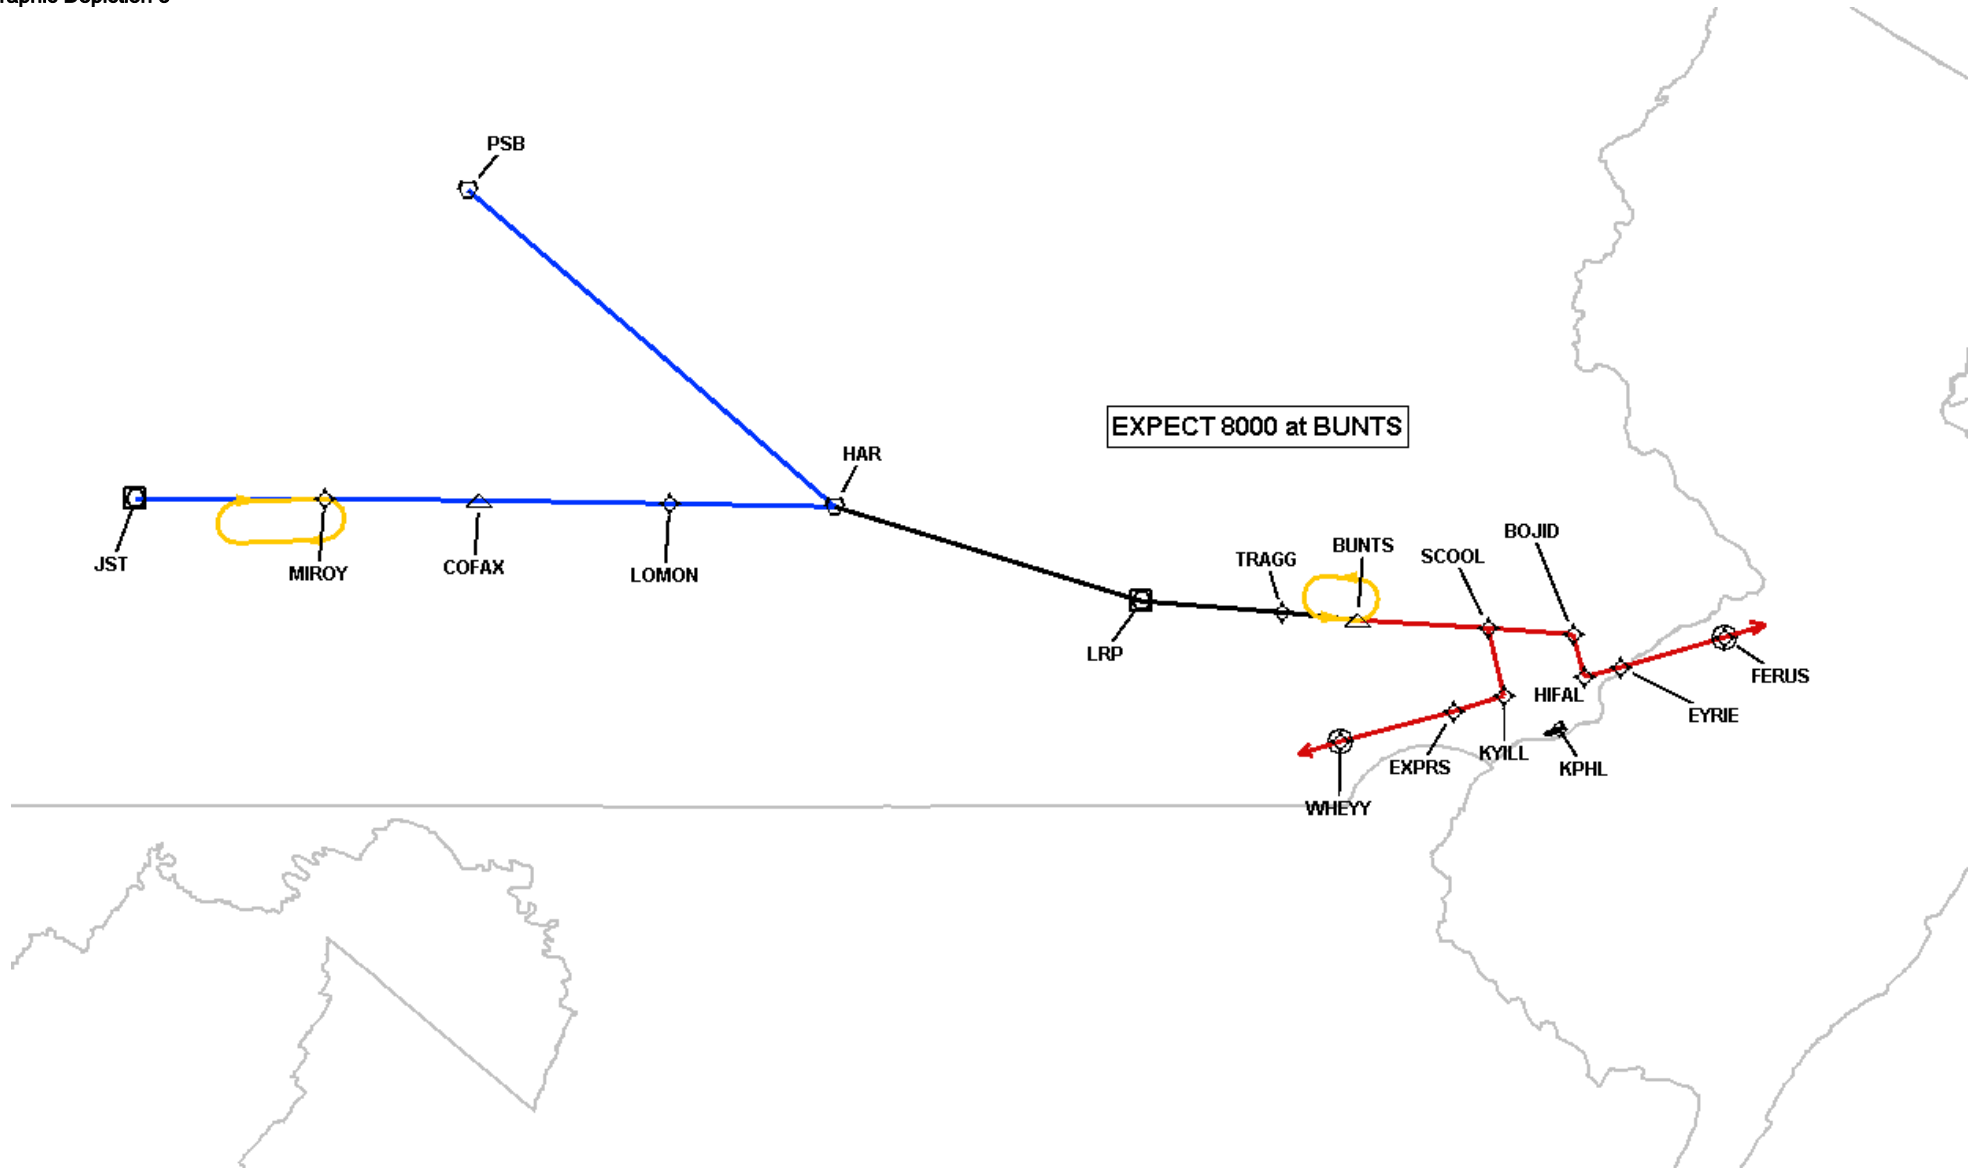 PSB
EXPECT 8000 at BUNTS
HAR
BOJID
BUNTS
SCOOL
TRAGG
JST
COFAX
MIROY
LOMON
LRP
FERUS
HIFAL
EYRIE
KYILL
EXPRS
KPHL
WHEYY